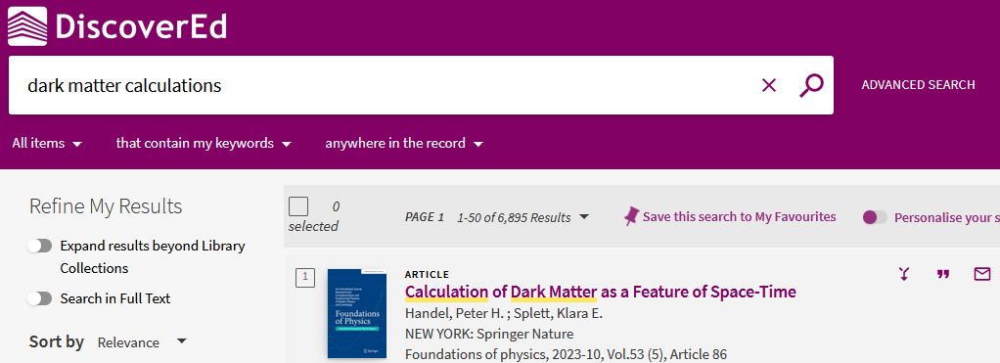 DiscoverEd
dark matter calculations
ADVANCED SEARCH
All items that contain my keywords anywhere in the record
Refine My Results
Expand results beyond Library
Collections
Search in Full Text
Sort by Relevance
0
selected
PAGE 1 1-50 of 6,895 Results Save this search to My Favourites Personalise your s
1
ARTICLE
Calculation of Dark Matter as a Feature of Space-Time
Handel, Peter H. ; Splett, Klara E.
NEW YORK: Springer Nature
Foundations of physics, 2023-10, Vol.53 (5), Article 86
Foundations
of Physics
Springer